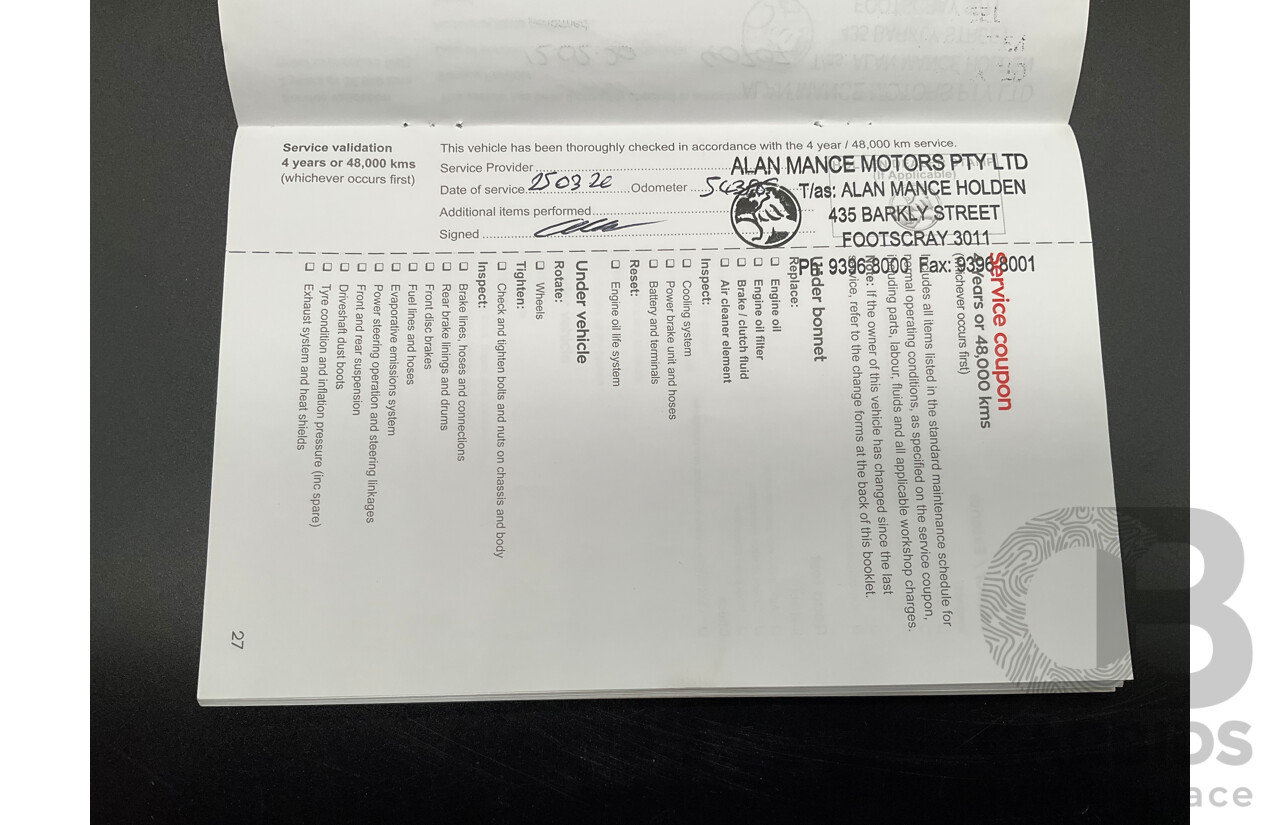 Service validation
4 years or 48,000 kms
(whichever occurs first)
This vehicle has been thoroughly checked in accordance with the 4 year / 48,000 km service.
Service Provider
Date of service 25 03 20 Odometer
Additional items performed
Signed
(If Applicable)
ALAN MANCE MOTORS PTY LTD
T/as: ALAN MANCE HOLDEN
435 BARKLY STREET
FOOTSCRAY 3011
PH: 9396 8000 Fax: 9396 8001
Service coupon
4 years or 48,000 kms
(whichever occurs first)
Includes all items listed in the standard maintenance schedule for
normal operating conditions, as specified on the service coupon,
including parts, labour, fluids and all applicable workshop charges.
Note: If the owner of this vehicle has changed since the last
service, refer to the change forms at the back of this booklet.
Under bonnet
Replace:
❑ Engine oil
❑ Engine oil filter
❑ Brake / clutch fluid
❑ Air cleaner element
Inspect:
❑ Cooling system
❑ Power brake unit and hoses
❑ Battery and terminals
Reset:
❑ Engine oil life system
Under vehicle
Rotate:
❑ Wheels
Tighten:
❑ Check and tighten bolts and nuts on chassis and body
Inspect:
❑ Brake lines, hoses and connections
❑ Rear brake linings and drums
❑ Front disc brakes
❑ Fuel lines and hoses
❑ Evaporative emissions system
❑ Power steering operation and steering linkages
❑ Front and rear suspension
❑ Driveshaft dust boots
❑ Tyre condition and inflation pressure (inc spare)
❑ Exhaust system and heat shields
27